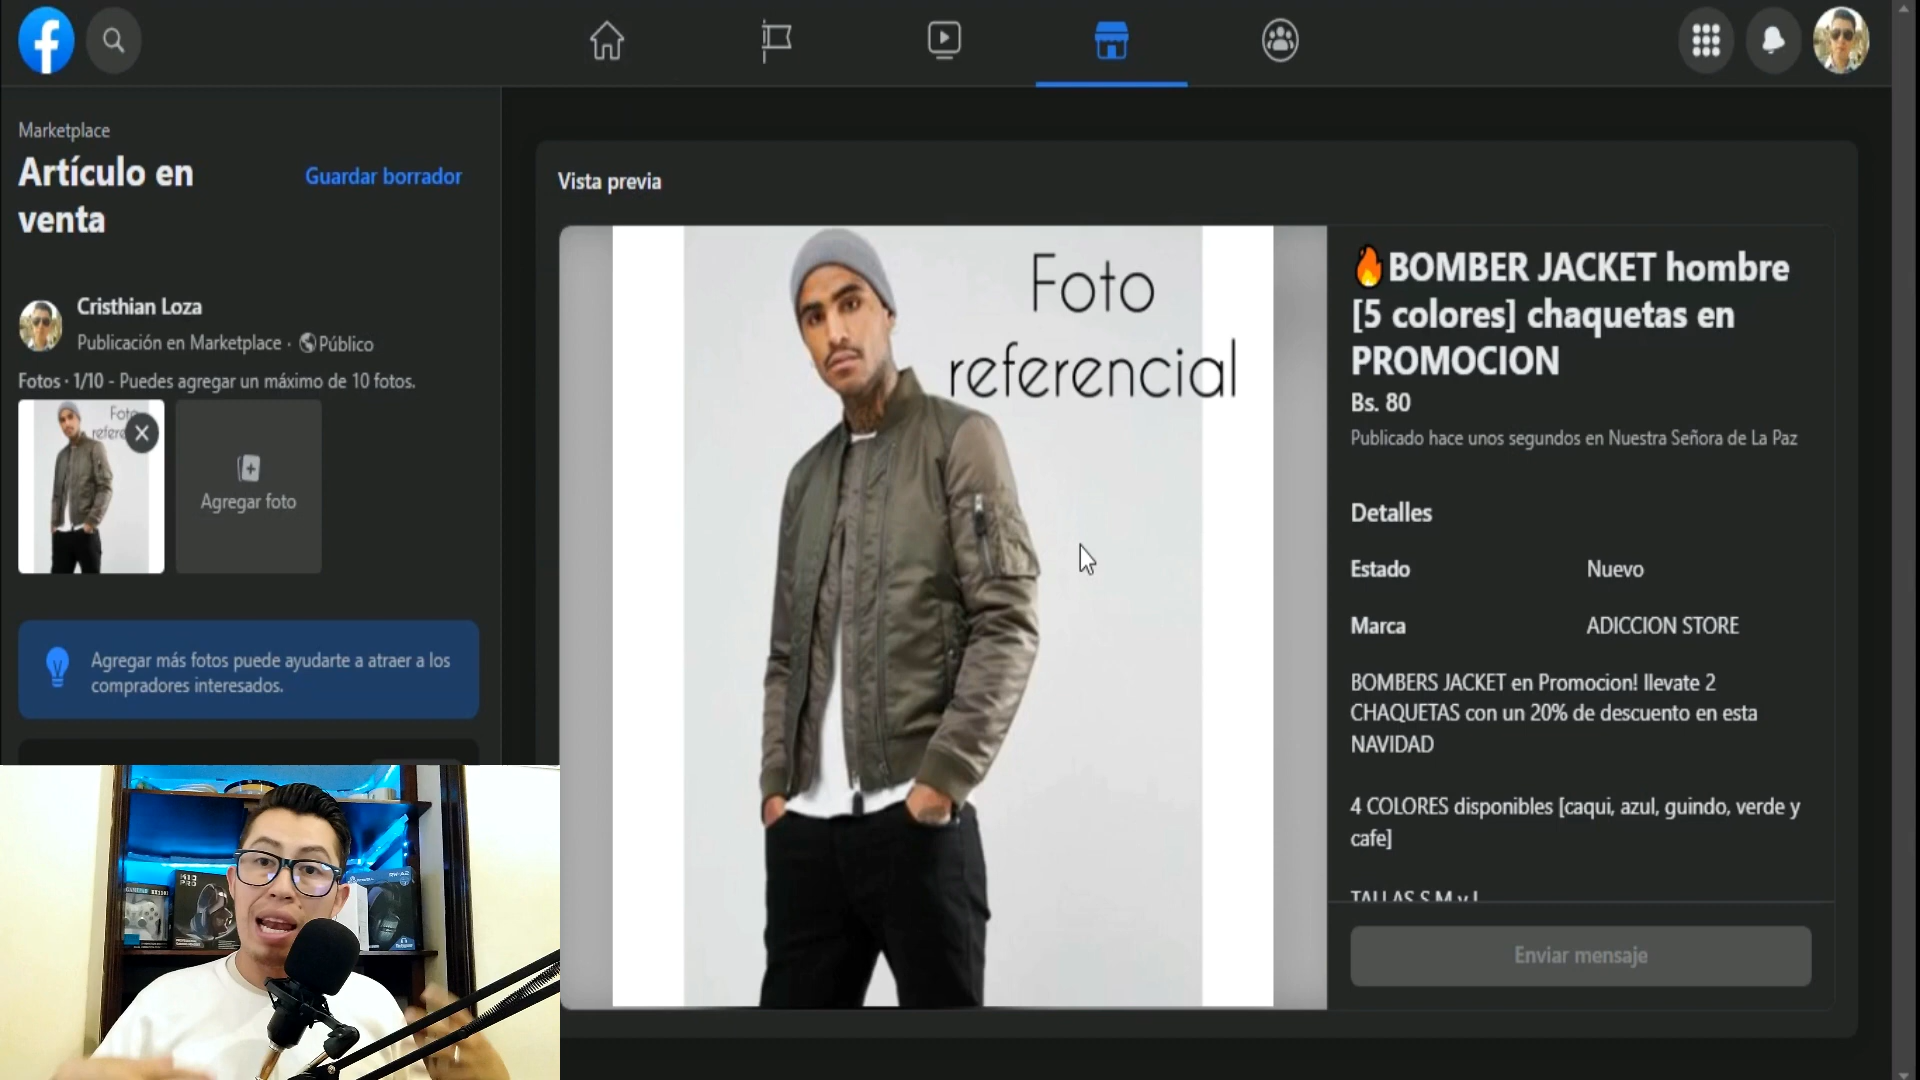 Marketplace
Artículo en
venta
Guardar borrador
Cristhian Loza
Publicación en Marketplace · Público
Fotos · 1/10 - Puedes agregar un máximo de 10 fotos.
Foto
Agregar foto
Agregar más fotos puede ayudarte a atraer a los
compradores interesados.
Vista previa
Foto
referencial
🔥BOMBER JACKET hombre
[5 colores] chaquetas en
PROMOCION
Bs. 80
Publicado hace unos segundos en Nuestra Señora de La Paz
Detalles
Estado Nuevo
Marca ADICCION STORE
BOMBERS JACKET en Promocion! llevate 2
CHAQUETAS con un 20% de descuento en esta
NAVIDAD
4 COLORES disponibles [caqui, azul, guindo, verde y
cafe]
TALLAS S M y L
Enviar mensaje